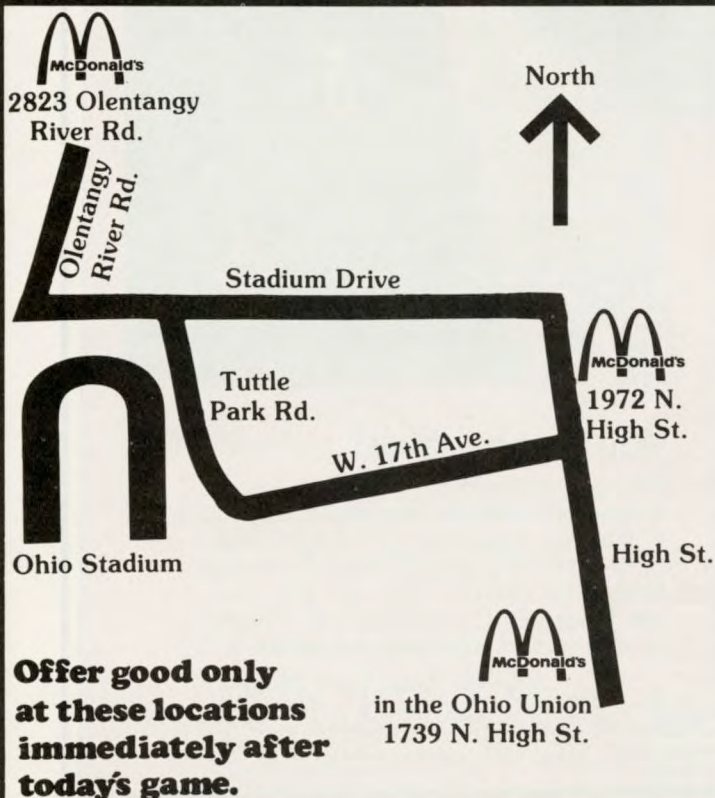 McDonald's
2823 Olentangy
River Rd.
North
Olentangy
River Rd.
Stadium Drive
McDonald's
1972 N.
High St.
Tuttle
Park Rd.
W. 17th Ave.
Ohio Stadium
High St.
McDonald's
in the Ohio Union
1739 N. High St.
Offer good only
at these locations
immediately after
today's game.